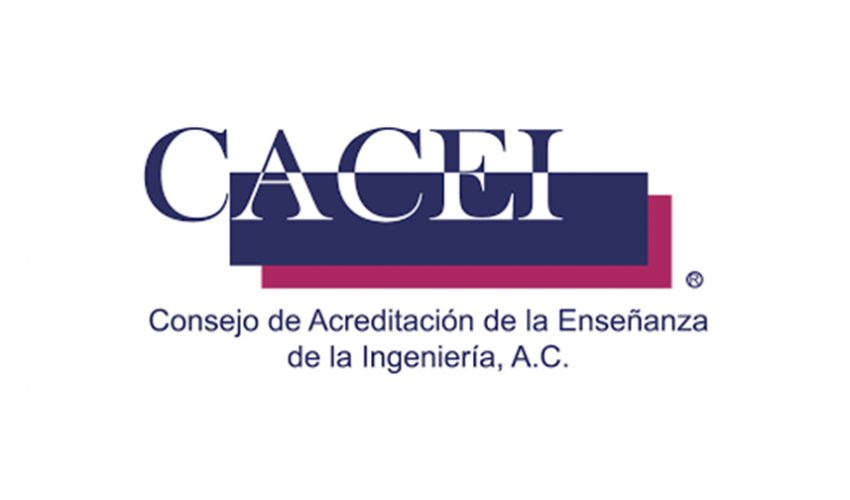 CACEI
®
Consejo de Acreditación de la Enseñanza
de la Ingeniería, A.C.